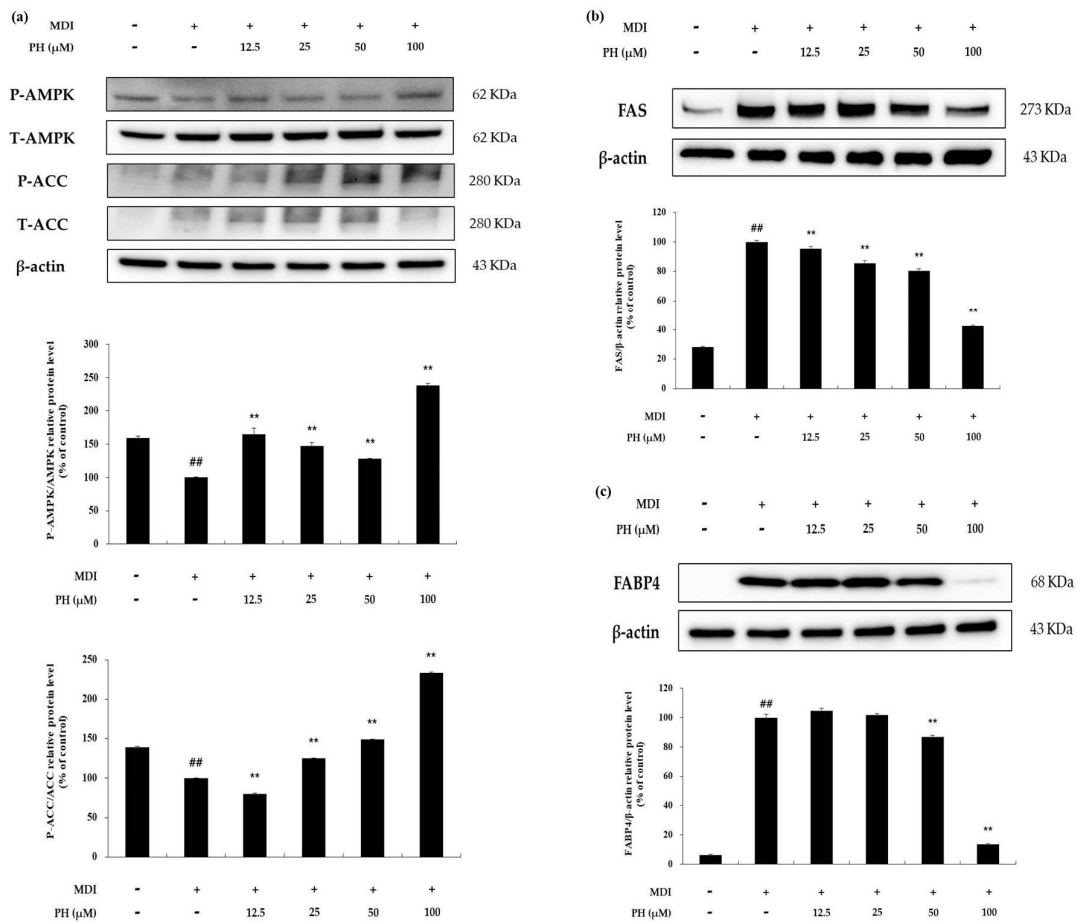 (a)
MDI - + + + + +
PH (µM) - - 12.5 25 50 100
P-AMPK 62 KDa
T-AMPK 62 KDa
P-ACC 280 KDa
T-ACC 280 KDa
β-actin 43 KDa
P-AMPK/AMPK relative protein level
(% of control)
300
250
200
150
100
50
0
##
**
**
**
**
MDI - + + + + +
PH (µM) - - 12.5 25 50 100
P-ACC/ACC relative protein level
(% of control)
250
200
150
100
50
0
##
**
**
**
**
MDI - + + + + +
PH (µM) - - 12.5 25 50 100
(b)
MDI - + + + + +
PH (µM) - - 12.5 25 50 100
FAS 273 KDa
β-actin 43 KDa
FAS/β-actin relative protein level
(% of control)
120
100
80
60
40
20
0
##
**
**
**
**
MDI - + + + + +
PH (µM) - - 12.5 25 50 100
(c)
MDI - + + + + +
PH (µM) - - 12.5 25 50 100
FABP4 68 KDa
β-actin 43 KDa
FABP4/β-actin relative protein level
(% of control)
120
100
80
60
40
20
0
##
**
**
MDI - + + + + +
PH (µM) - - 12.5 25 50 100